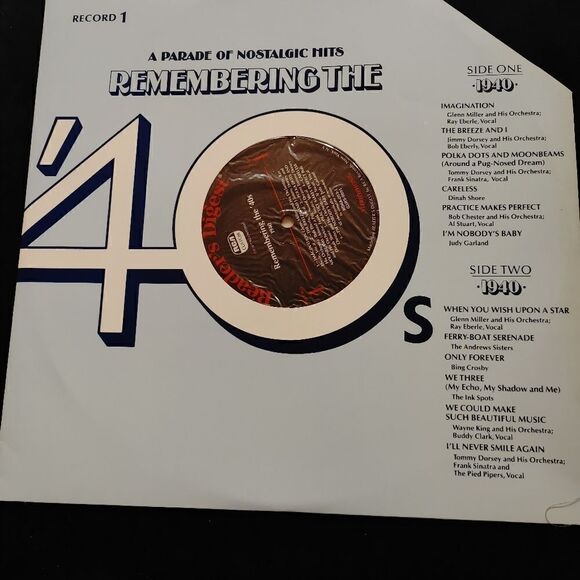 RECORD 1
A PARADE OF NOSTALGIC HITS
REMEMBERING THE
'40s
Reader's Digest
Remembering the '40s
1940
SIDE ONE
·1940·
IMAGINATION
Glenn Miller and His Orchestra;
Ray Eberle, Vocal
THE BREEZE AND I
Jimmy Dorsey and His Orchestra;
Bob Eberly, Vocal
POLKA DOTS AND MOONBEAMS
(Around a Pug-Nosed Dream)
Tommy Dorsey and His Orchestra;
Frank Sinatra, Vocal
CARELESS
Dinah Shore
PRACTICE MAKES PERFECT
Bob Chester and His Orchestra;
Al Stuart, Vocal
I'M NOBODY'S BABY
Judy Garland
SIDE TWO
·1940·
WHEN YOU WISH UPON A STAR
Glenn Miller and His Orchestra;
Ray Eberle, Vocal
FERRY-BOAT SERENADE
The Andrews Sisters
ONLY FOREVER
Bing Crosby
WE THREE
(My Echo, My Shadow and Me)
The Ink Spots
WE COULD MAKE
SUCH BEAUTIFUL MUSIC
Wayne King and His Orchestra;
Buddy Clark, Vocal
I'LL NEVER SMILE AGAIN
Tommy Dorsey and His Orchestra;
Frank Sinatra and
The Pied Pipers, Vocal